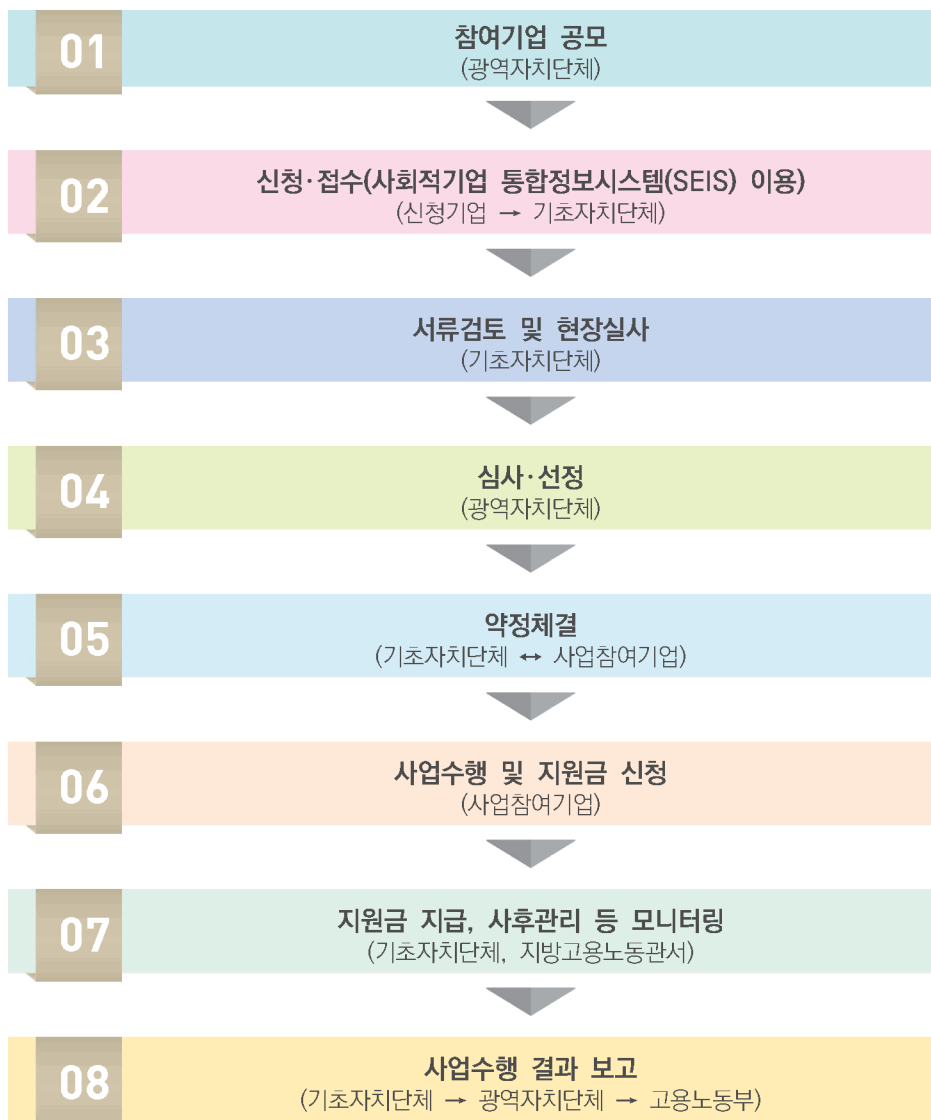 01
참여기업 공모
(광역자치단체)
02
신청·접수(사회적기업 통합정보시스템(SEIS) 이용)
(신청기업 → 기초자치단체)
03
서류검토 및 현장실사
(기초자치단체)
04
심사·선정
(광역자치단체)
05
약정체결
(기초자치단체 ↔ 사업참여기업)
06
사업수행 및 지원금 신청
(사업참여기업)
07
지원금 지급, 사후관리 등 모니터링
(기초자치단체, 지방고용노동관서)
08
사업수행 결과 보고
(기초자치단체 → 광역자치단체 → 고용노동부)